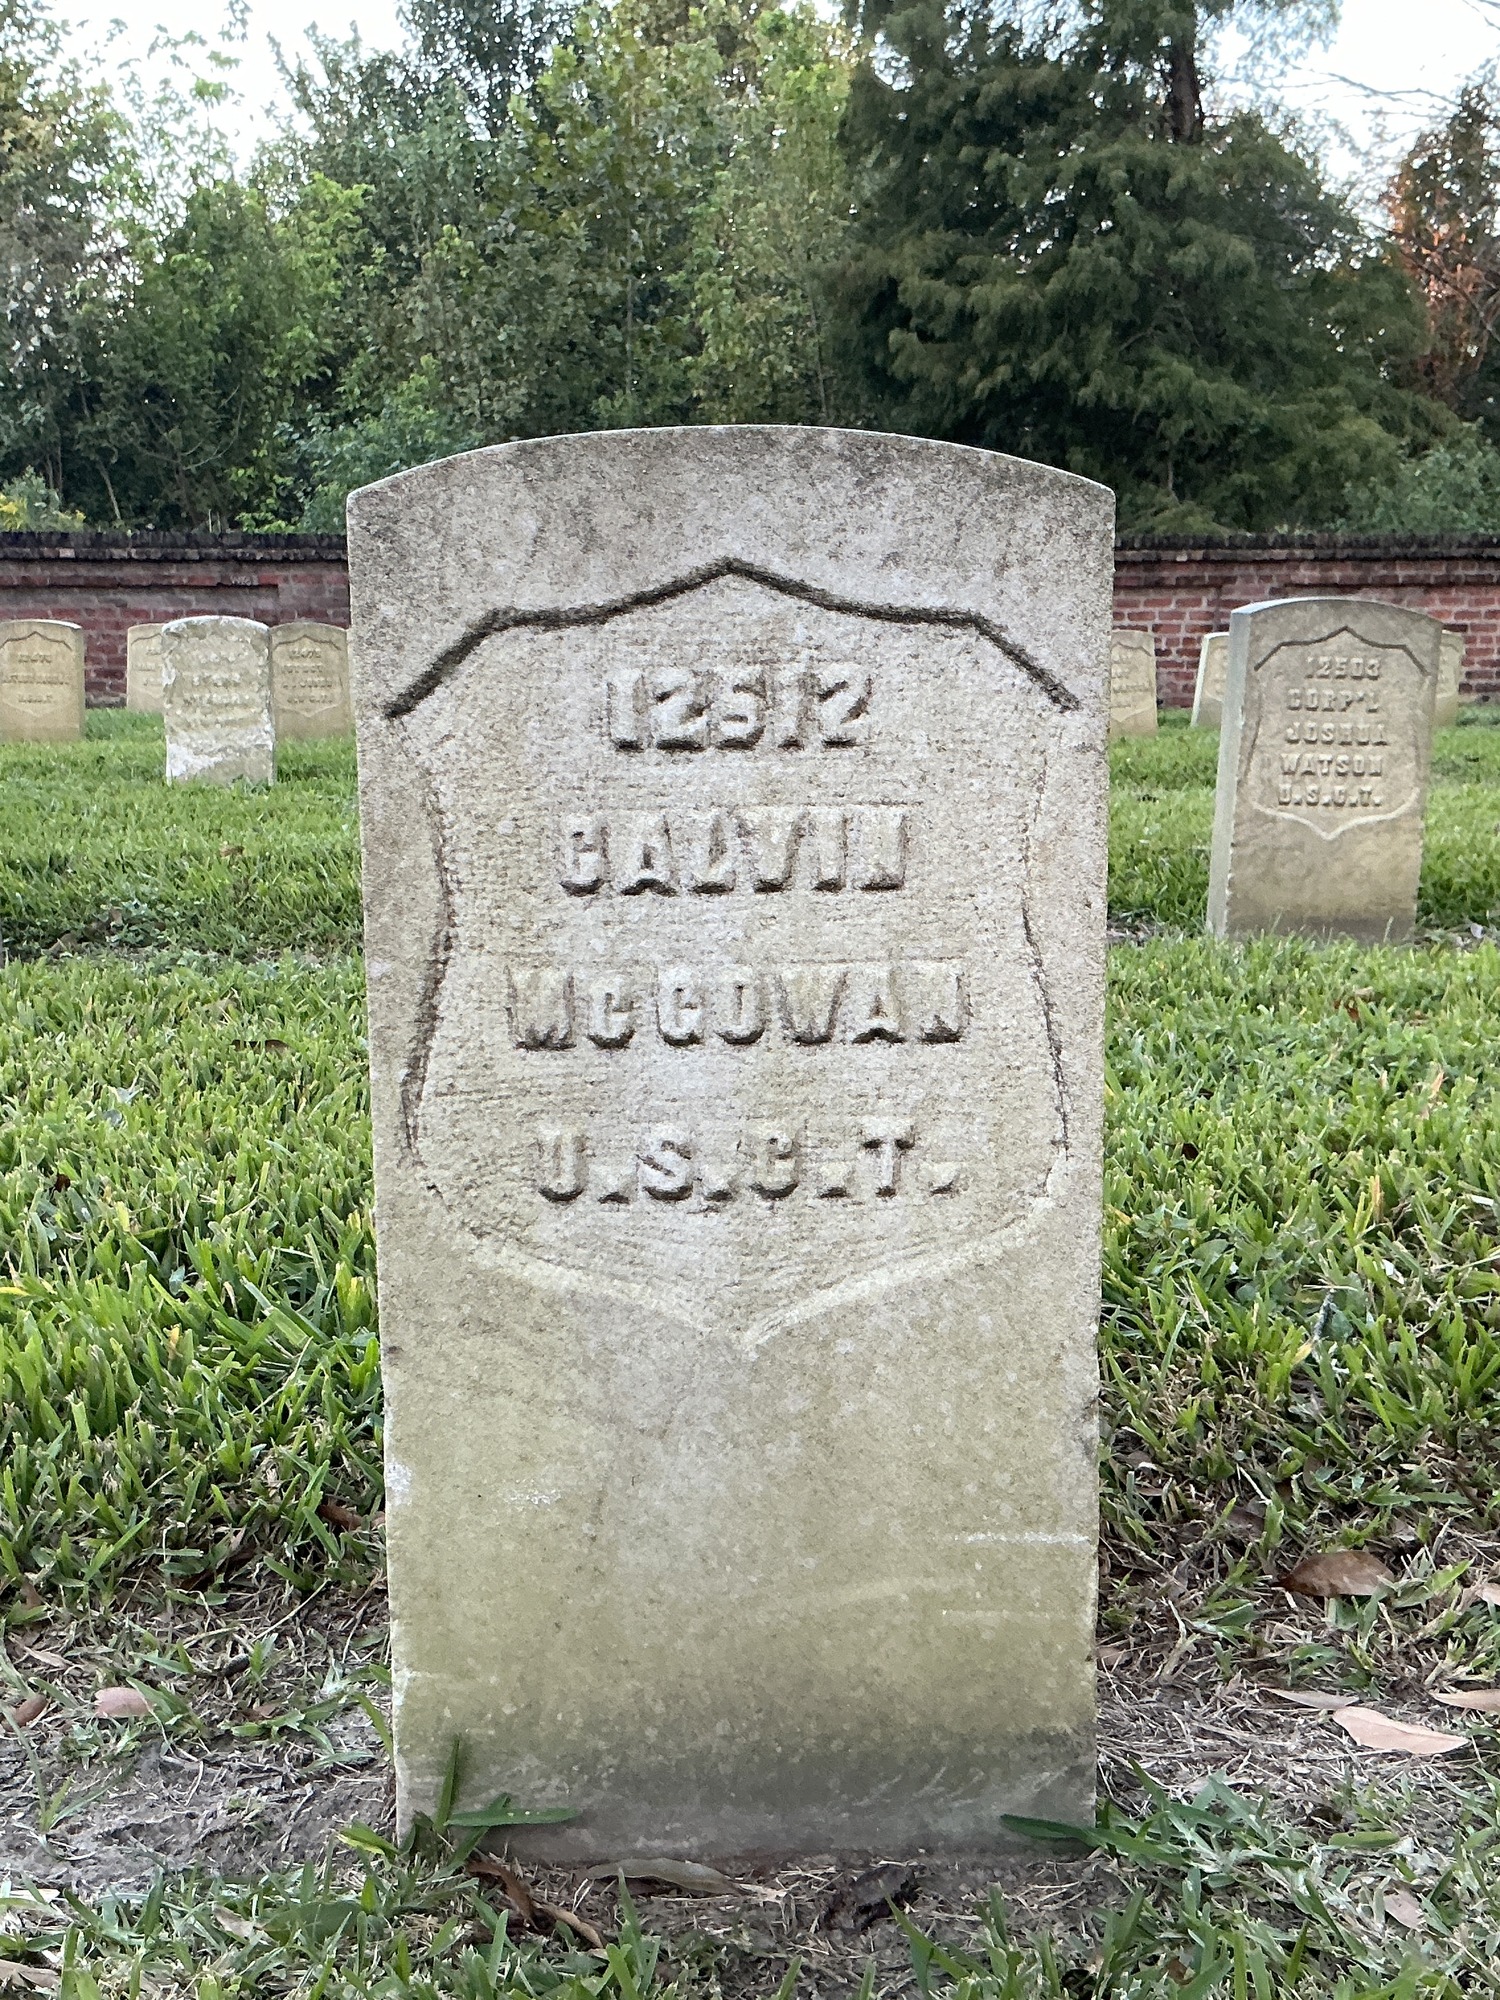 12512
CALVIN
MCGOWAN
U.S.C.T.
12503
CORP'L
JOSHUA
WATSON
U.S.C.T.